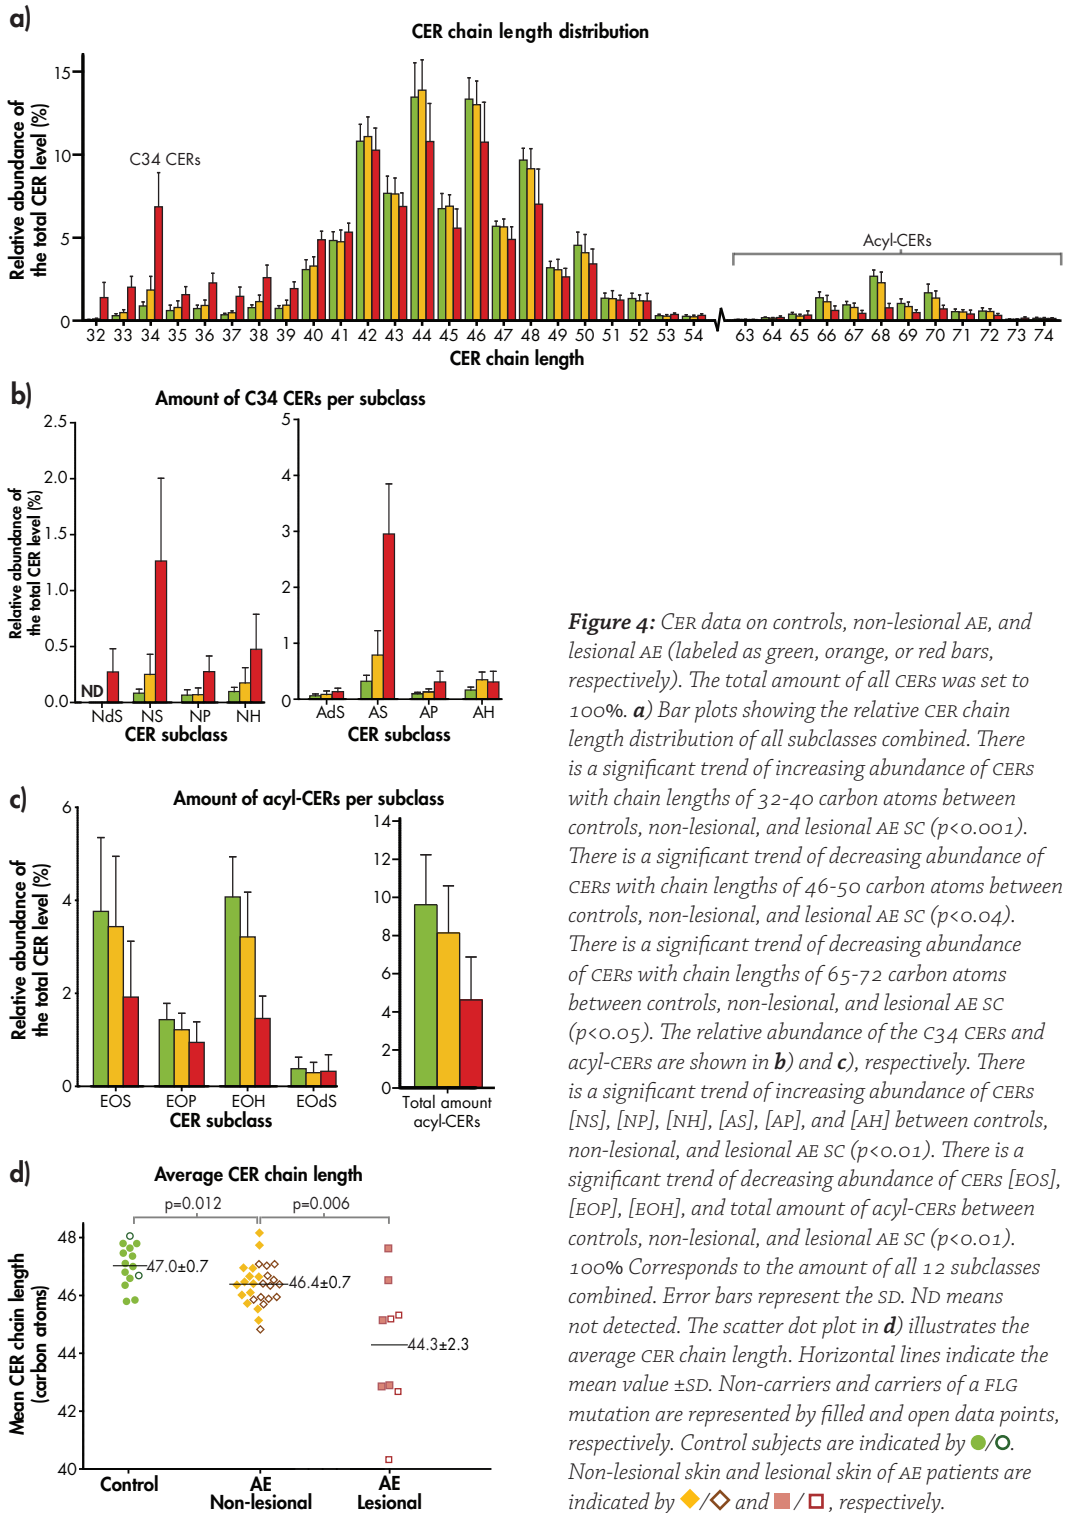 a)
CER chain length distribution
Relative abundance of
the total CER level (%)
15
10
5
0
C34 CERs
Acyl-CERs
32 33 34 35 36 37 38 39 40 41 42 43 44 45 46 47 48 49 50 51 52 53 54 63 64 65 66 67 68 69 70 71 72 73 74
CER chain length
b)
Amount of C34 CERs per subclass
Relative abundance of
the total CER level (%)
2.5
2.0
1.5
1.0
0.5
0.0
ND
NdS NS NP NH
CER subclass
5
4
3
2
1
0
AdS AS AP AH
CER subclass
c)
Amount of acyl-CERs per subclass
Relative abundance of
the total CER level (%)
6
4
2
0
EOS EOP EOH EOdS
CER subclass
14
12
10
8
6
4
2
0
Total amount
acyl-CERs
d)
Average CER chain length
p=0.012 p=0.006
Mean CER chain length
(carbon atoms)
48
46
44
42
40
47.0±0.7
46.4±0.7
44.3±2.3
Control
AE
Non-lesional
AE
Lesional
Figure 4: CER data on controls, non-lesional AE, and
lesional AE (labeled as green, orange, or red bars,
respectively). The total amount of all CERs was set to
100%. a) Bar plots showing the relative CER chain
length distribution of all subclasses combined. There
is a significant trend of increasing abundance of CERs
with chain lengths of 32-40 carbon atoms between
controls, non-lesional, and lesional AE SC (p<0.001).
There is a significant trend of decreasing abundance of
CERs with chain lengths of 46-50 carbon atoms between
controls, non-lesional, and lesional AE SC (p<0.04).
There is a significant trend of decreasing abundance
of CERs with chain lengths of 65-72 carbon atoms
between controls, non-lesional, and lesional AE SC
(p<0.05). The relative abundance of the C34 CERs and
acyl-CERs are shown in b) and c), respectively. There
is a significant trend of increasing abundance of CERs
[NS], [NP], [NH], [AS], [AP], and [AH] between controls,
non-lesional, and lesional AE SC (p<0.01). There is a
significant trend of decreasing abundance of CERs [EOS],
[EOP], [EOH], and total amount of acyl-CERs between
controls, non-lesional, and lesional AE SC (p<0.01).
100% Corresponds to the amount of all 12 subclasses
combined. Error bars represent the SD. ND means
not detected. The scatter dot plot in d) illustrates the
average CER chain length. Horizontal lines indicate the
mean value ±SD. Non-carriers and carriers of a FLG
mutation are represented by filled and open data points,
respectively. Control subjects are indicated by /.
Non-lesional skin and lesional skin of AE patients are
indicated by / and /, respectively.